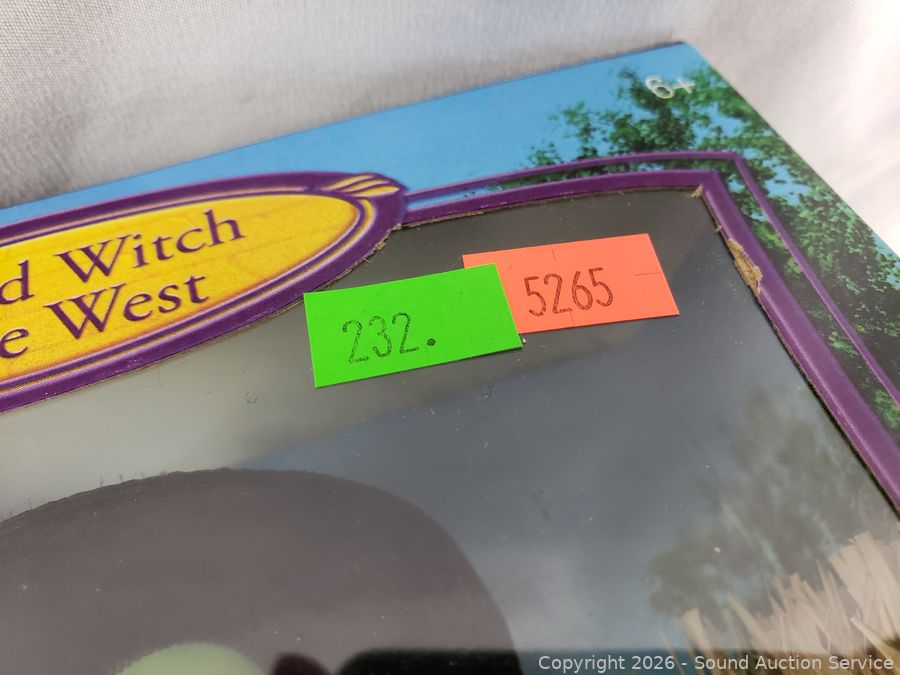 6+
d Witch
e West
5265
232.
Copyright 2026 - Sound Auction Service